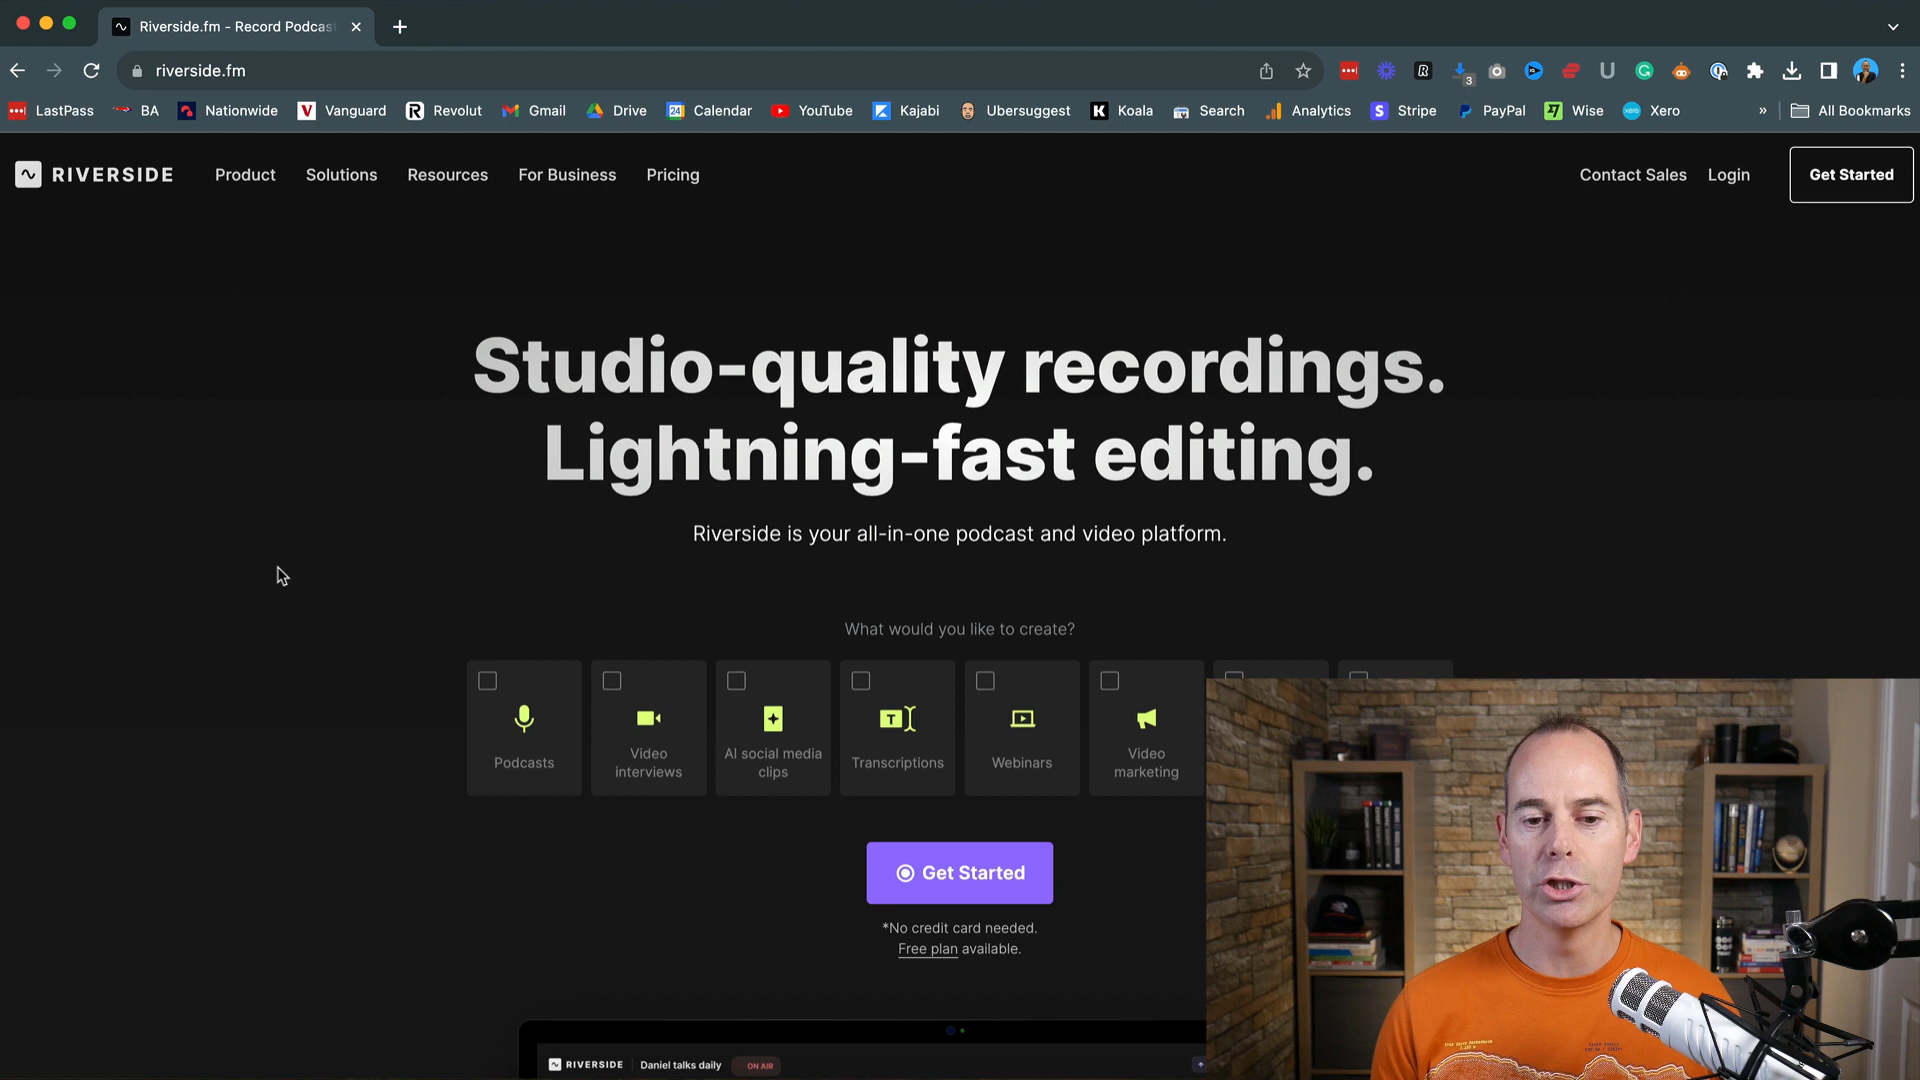 Riverside.fm - Record Podcas
riverside.fm
3
LastPass
BA
Nationwide
Vanguard
Revolut
Gmail
Drive
24
Calendar
YouTube
Kajabi
Ubersuggest
Koala
Search
Analytics
Stripe
PayPal
Wise
Xero
»
All Bookmarks
RIVERSIDE
Product
Solutions
Resources
For Business
Pricing
Contact Sales
Login
Get Started
Studio-quality recordings.
Lightning-fast editing.
Riverside is your all-in-one podcast and video platform.
What would you like to create?
Podcasts
Video
interviews
AI social media
clips
Transcriptions
Webinars
Video
marketing
Get Started
*No credit card needed.
Free plan available.
RIVERSIDE
Daniel talks daily
ON AIR